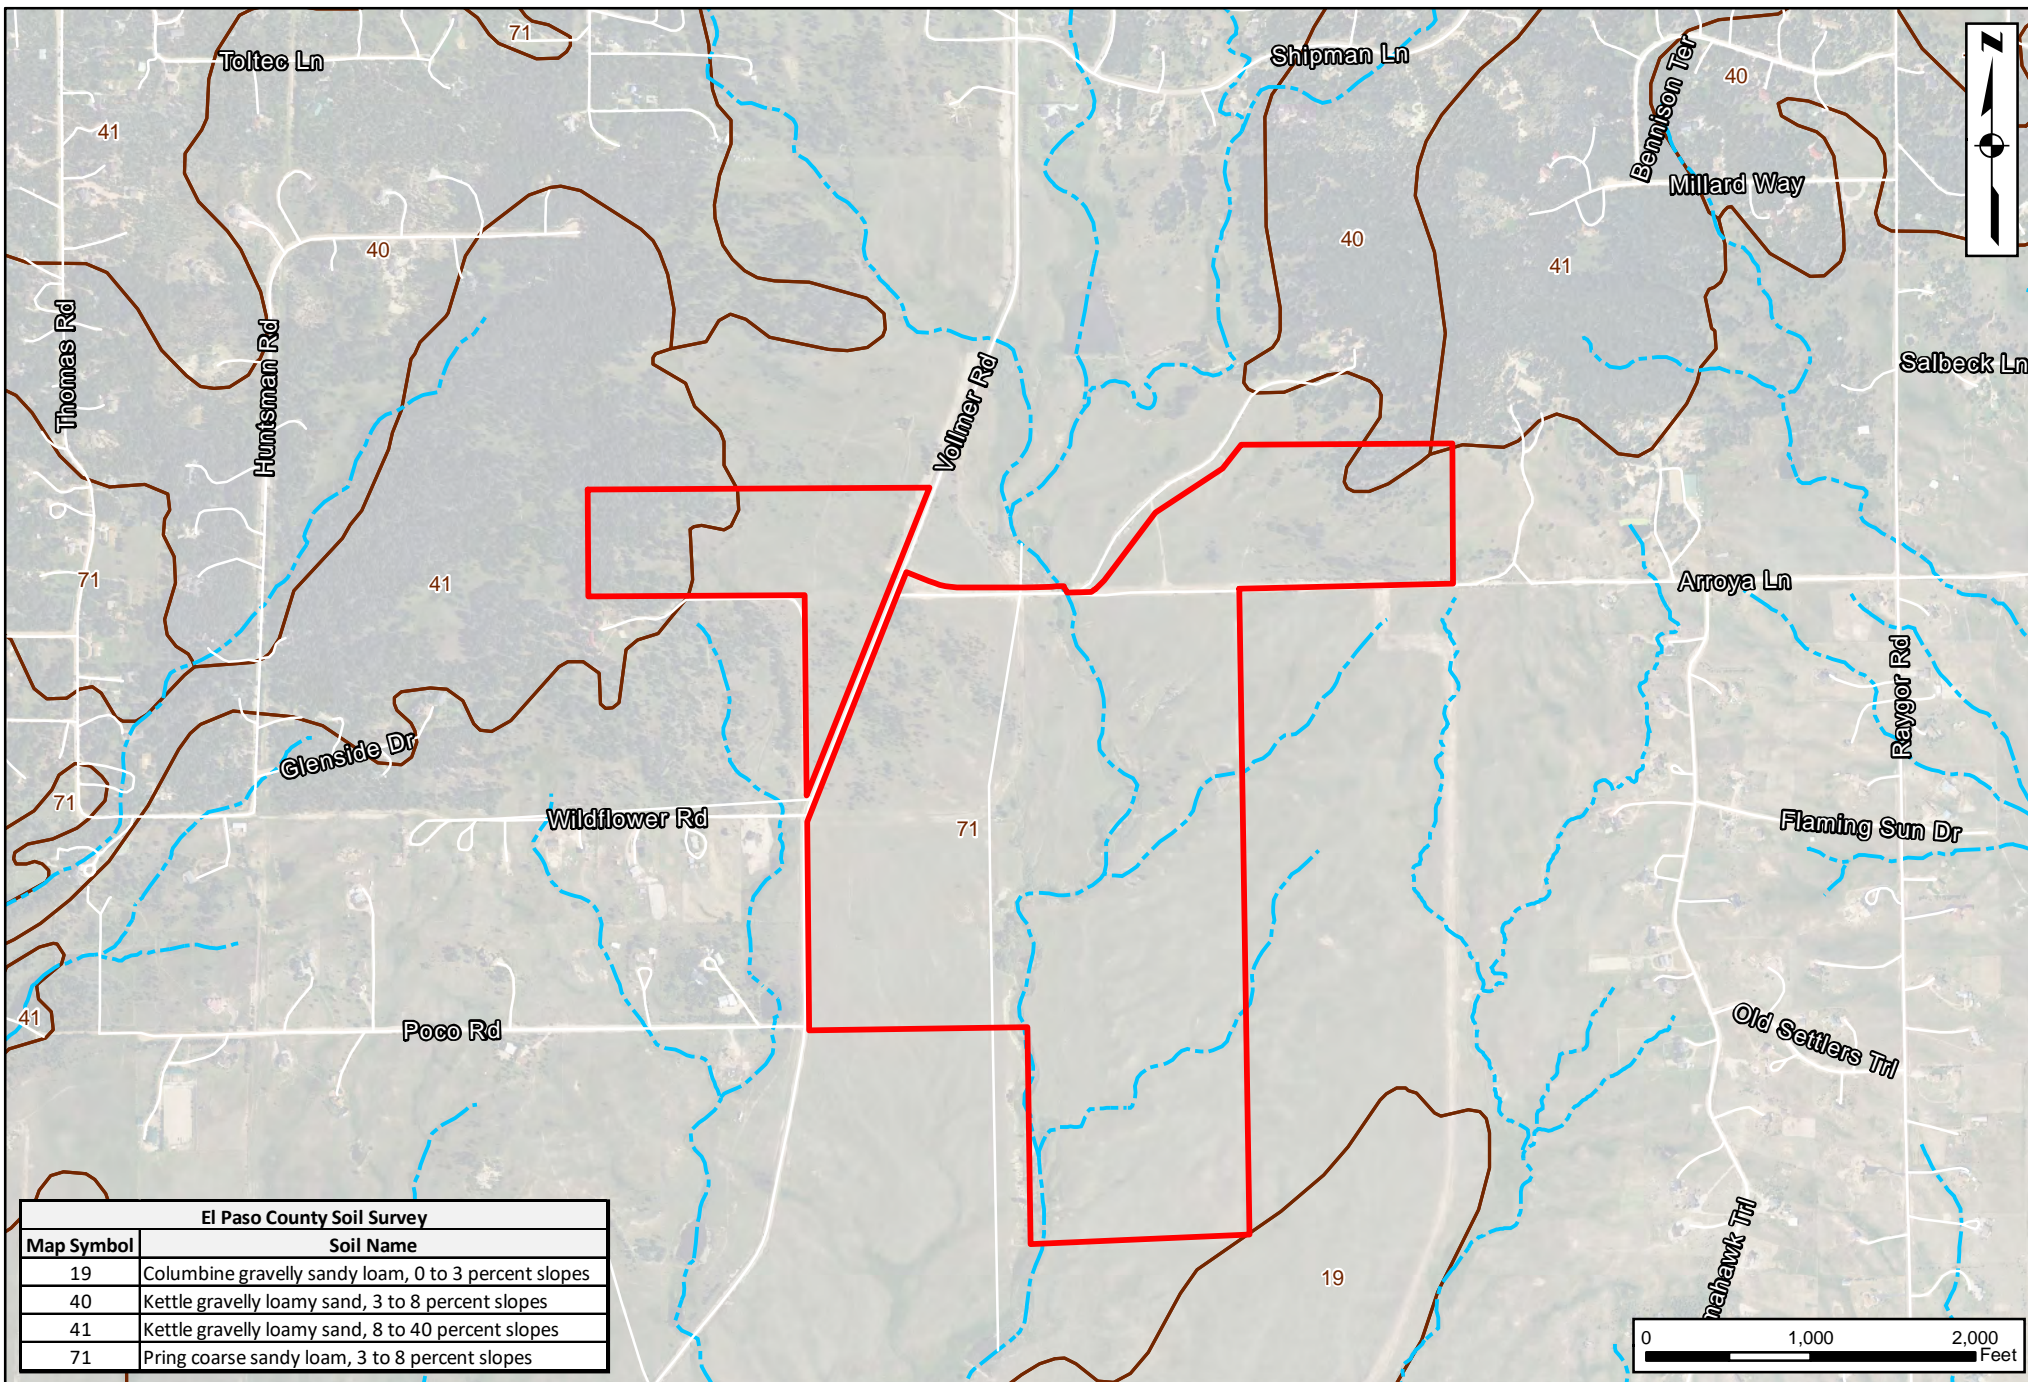 71
Toltec Ln
Shipman Ln
Bennison Ter
40
Z
41
Millard Way
40
40
41
Thomas Rd
Huntsman Rd
Vollmer Rd
Salbeck Ln
71
41
Arroya Ln
Raygor Rd
Glenside Dr
71
Wildflower Rd
71
Flaming Sun Dr
41
Poco Rd
Old Settlers Trl
mahawk Trl
19
El Paso County Soil Survey
Map Symbol Soil Name
19 Columbine gravelly sandy loam, 0 to 3 percent slopes
40 Kettle gravelly loamy sand, 3 to 8 percent slopes
41 Kettle gravelly loamy sand, 8 to 40 percent slopes
71 Pring coarse sandy loam, 3 to 8 percent slopes
0 1,000 2,000
Feet